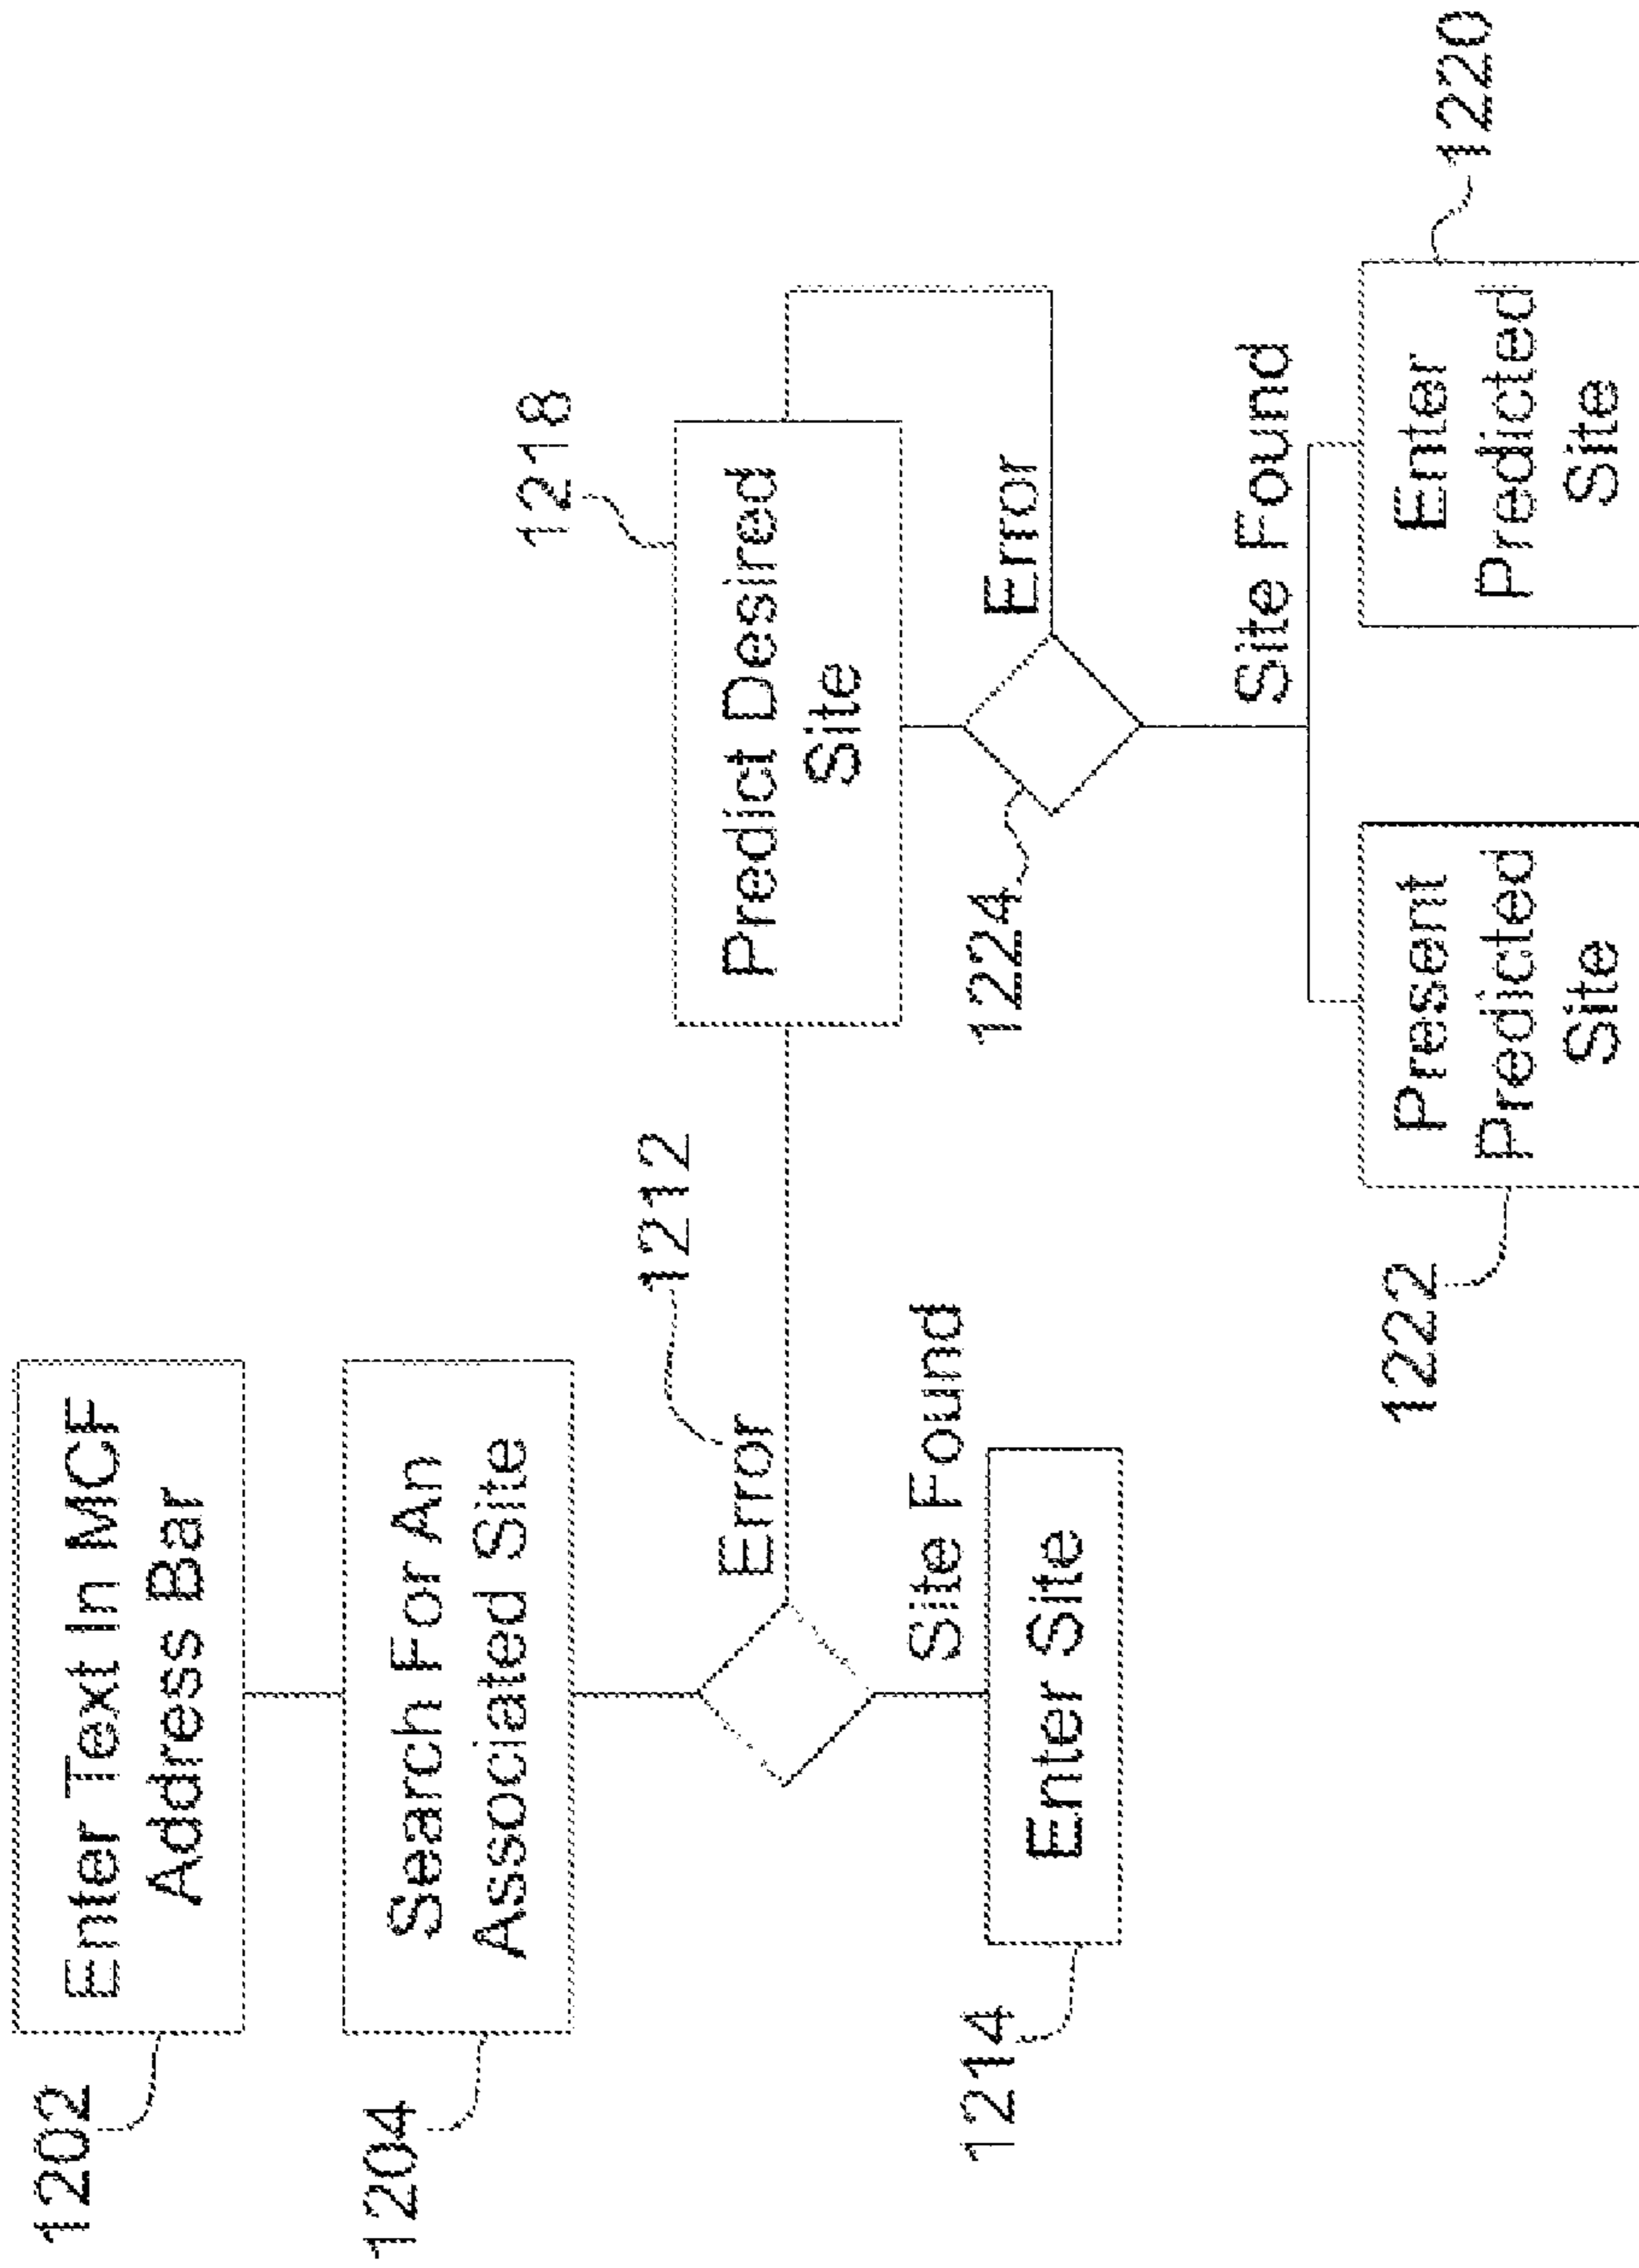 1202
Enter Text In MCF
Address Bar
1204
Search For An
Associated Site
Error
1212
Site Found
1214
Enter Site
1218
Predict Desired
Site
1224
Error
Site Found
1222
Present
Predicted
Site
Enter
Predicted
Site
1220